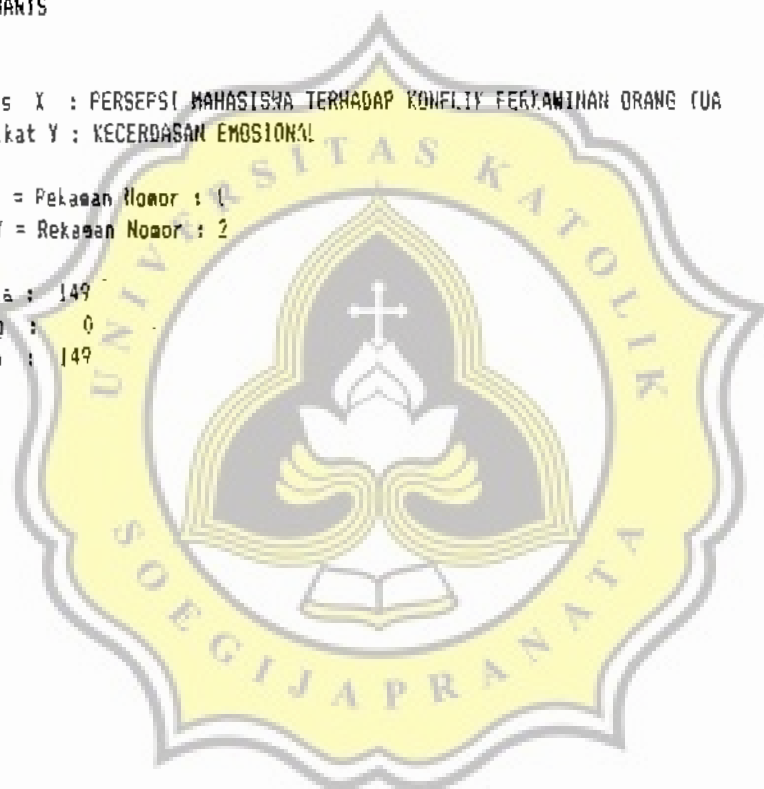 s X : PERSEPSI MAHASISWA TERHADAP KONFLIK PERKAWINAN ORANG TUA
kat Y : KECERDASAN EMOSIONAL
= Rekaman Nomor : 1
= Rekaman Nomor : 2
: 149
: 0
: 149
UNIVERSITAS KATOLIK
SOEGIJAPRANATA